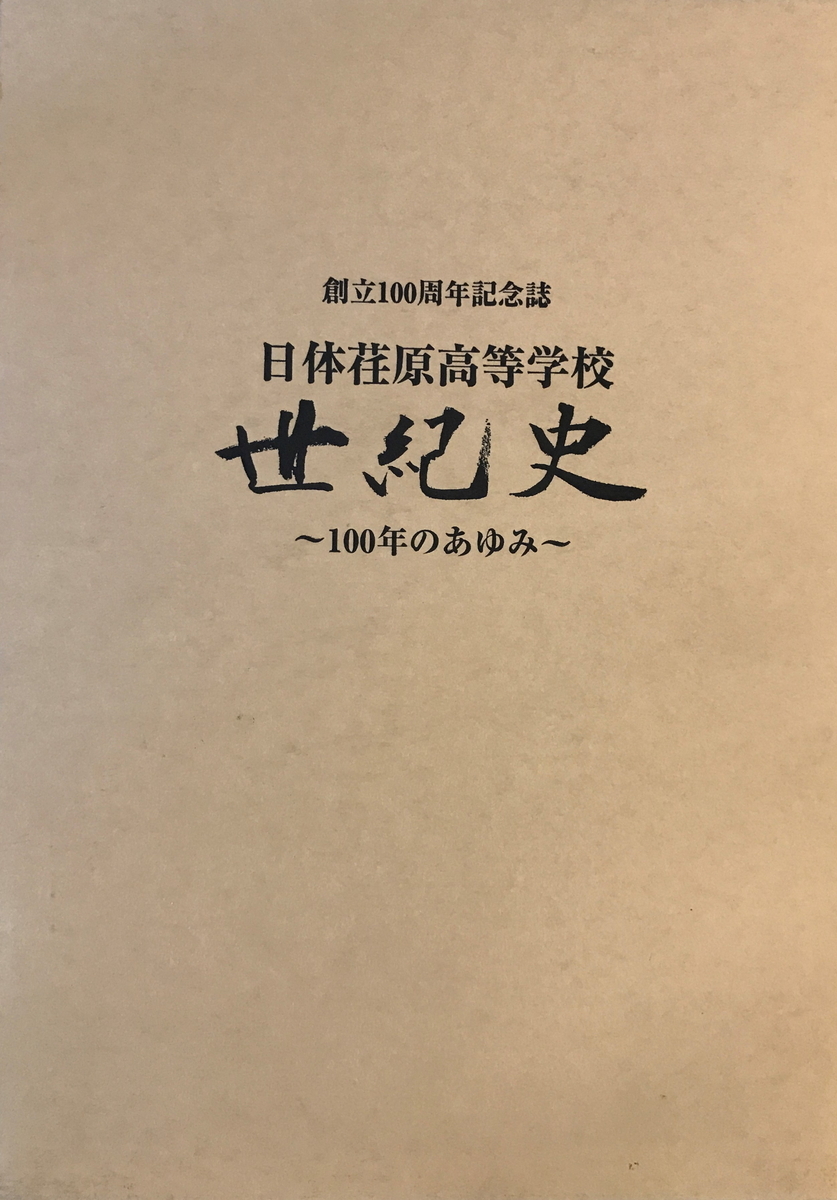 創立100周年記念誌
日体荏原高等学校
世紀史
～100年のあゆみ～